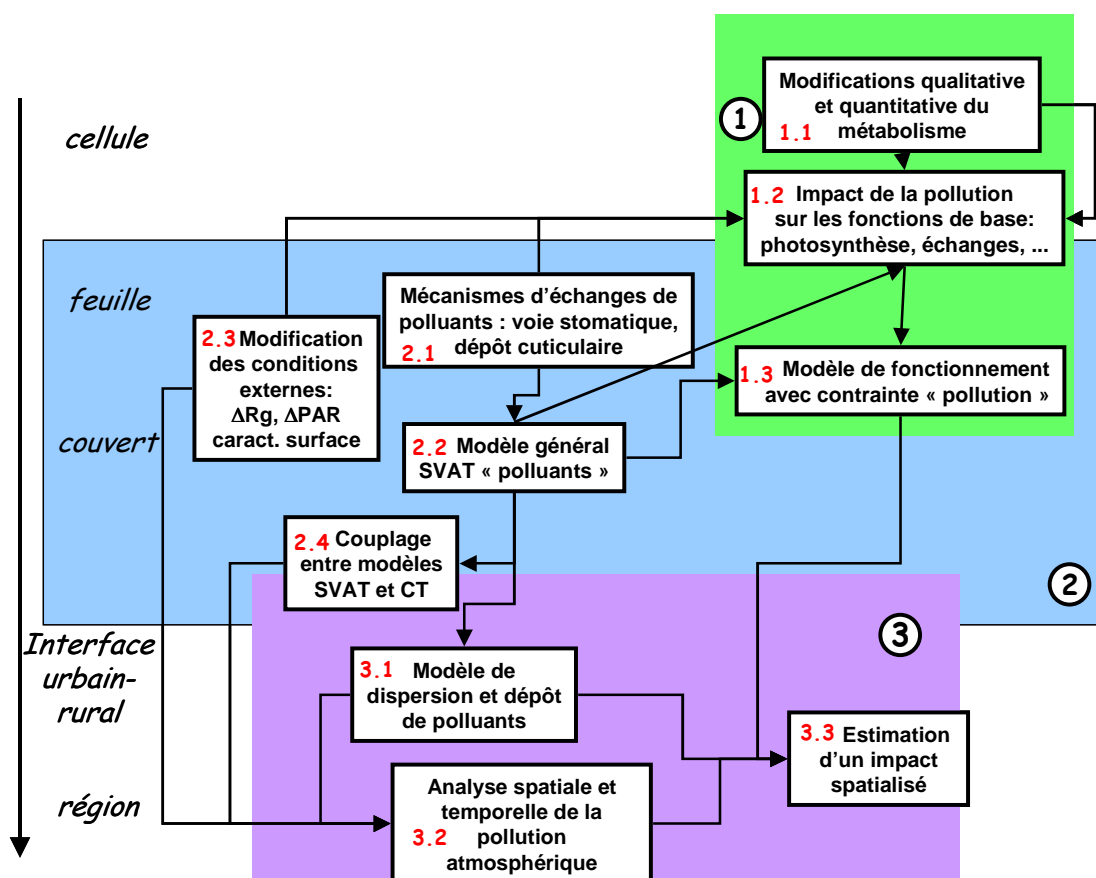 cellule
feuille
couvert
Interface
urbain-
rural
région
1
Modifications qualitative
et quantitative du
1.1 métabolisme
1.2 Impact de la pollution
sur les fonctions de base:
photosynthèse, échanges, ...
1.3 Modèle de fonctionnement
avec contrainte « pollution »
2
Mécanismes d’échanges de
polluants : voie stomatique,
2.1 dépôt cuticulaire
2.3 Modification
des conditions
externes:
ΔRg, ΔPAR
caract. surface
2.2 Modèle général
SVAT « polluants »
2.4 Couplage
entre modèles
SVAT et CT
3
3.1 Modèle de
dispersion et dépôt
de polluants
Analyse spatiale et
temporelle de la
3.2 pollution
atmosphérique
3.3 Estimation
d’un impact
spatialisé